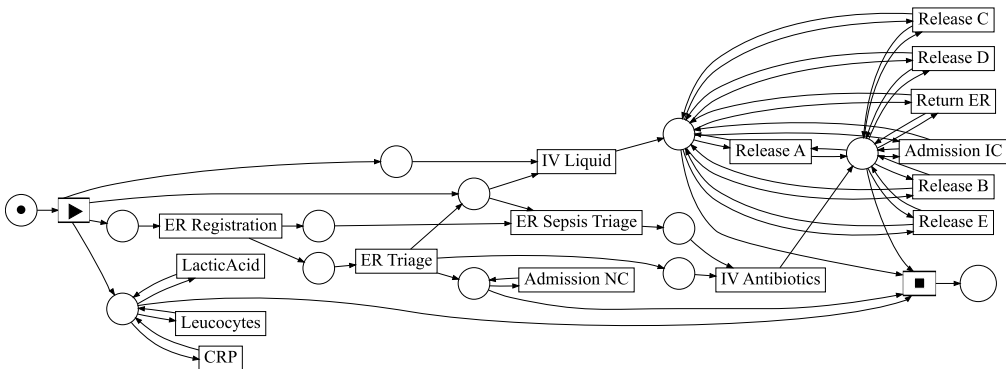 Release C
Release D
Return ER
IV Liquid
Release A
Admission IC
Release B
ER Registration
ER Sepsis Triage
Release E
LacticAcid
ER Triage
Admission NC
IV Antibiotics
Leucocytes
CRP